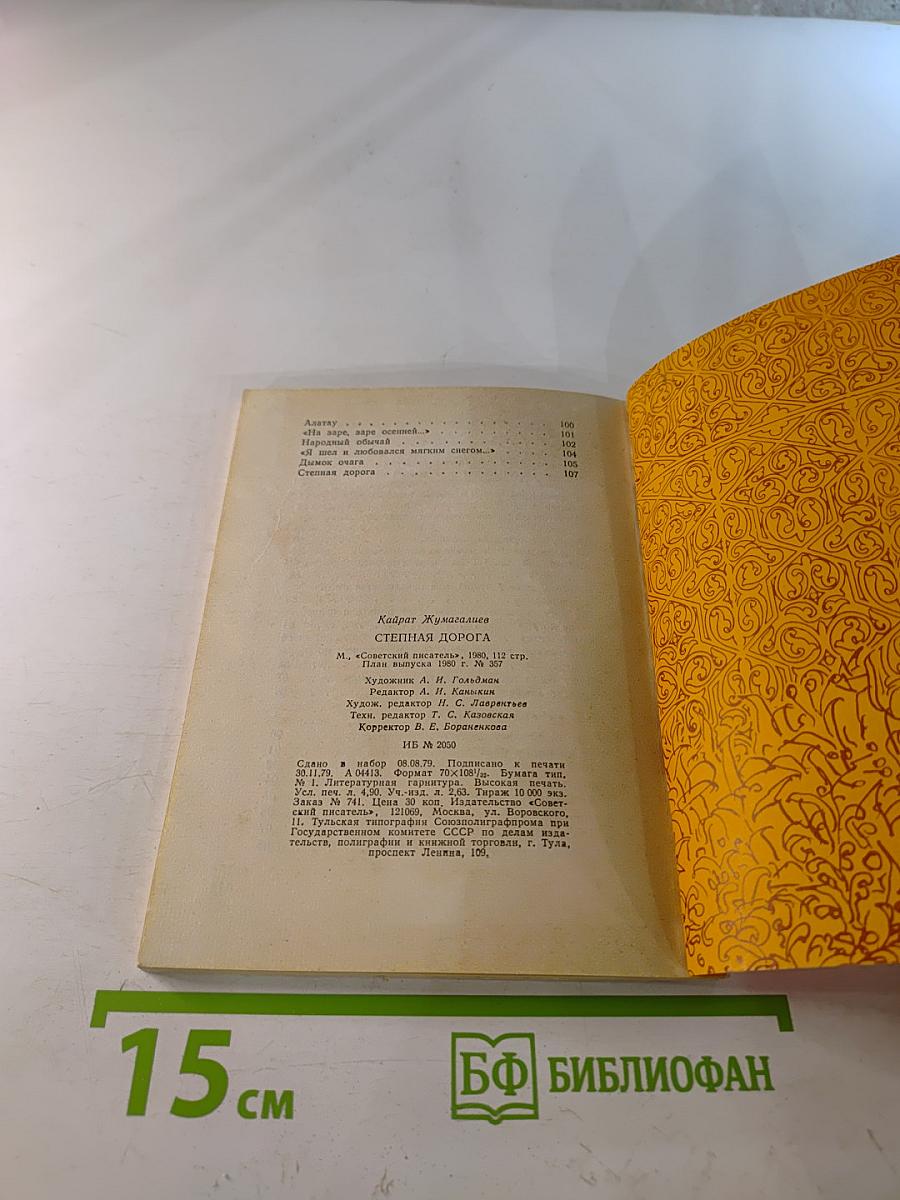 Алатау . . . . . . . . . . . . . . . 100
«На заре, заре осенней...» . . . . . . . . . 101
Народный обычай . . . . . . . . . . . . 102
«Я шел и любовался мягким снегом...» . . . . 104
Дымок очага . . . . . . . . . . . . . 105
Степная дорога . . . . . . . . . . . . 107
Кайрат Жумагалиев
СТЕПНАЯ ДОРОГА
М., «Советский писатель», 1980, 112 стр.
План выпуска 1980 г. № 357
Художник А. И. Гольдман
Редактор А. И. Каныкин
Худож. редактор Н. С. Лаврентьев
Техн. редактор Т. С. Казовская
Корректор В. Е. Бораненкова
ИБ № 2050
Сдано в набор 08.08.79. Подписано к печати
30.11.79. А 04413. Формат 70×108¹/₃₂. Бумага тип.
№ 1. Литературная гарнитура. Высокая печать.
Усл. печ. л. 4,90. Уч.-изд. л. 2,63. Тираж 10 000 экз.
Заказ № 741. Цена 30 коп. Издательство «Совет-
ский писатель», 121069, Москва, ул. Воровского,
11. Тульская типография Союзполиграфпрома при
Государственном комитете СССР по делам изда-
тельств, полиграфии и книжной торговли, г. Тула,
проспект Ленина, 109.
15 см
БФ БИБЛИОФАН